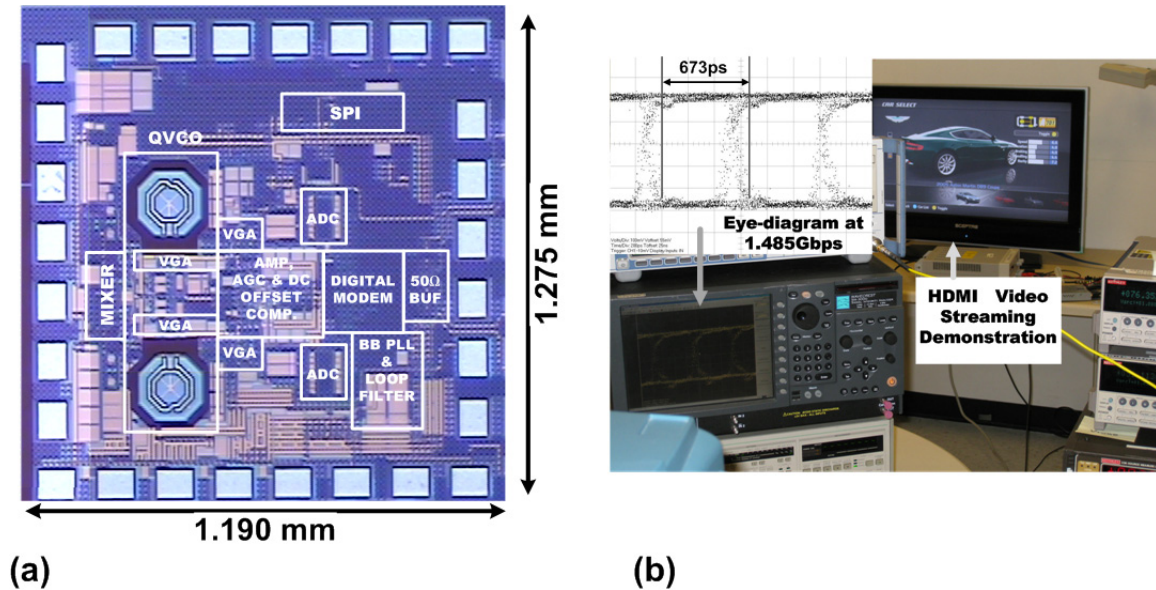 SPI
QVCO
ADC
VGA
VGA
AMP,
AGC & DC
OFFSET
COMP.
DIGITAL
MODEM
50Ω
BUF
MIXER
VGA
VGA
ADC
BB PLL
&
LOOP
FILTER
1.275 mm
1.190 mm
(a)
673ps
Eye-diagram at
1.485Gbps
CAR SELECT
HDMI Video
Streaming
Demonstration
(b)